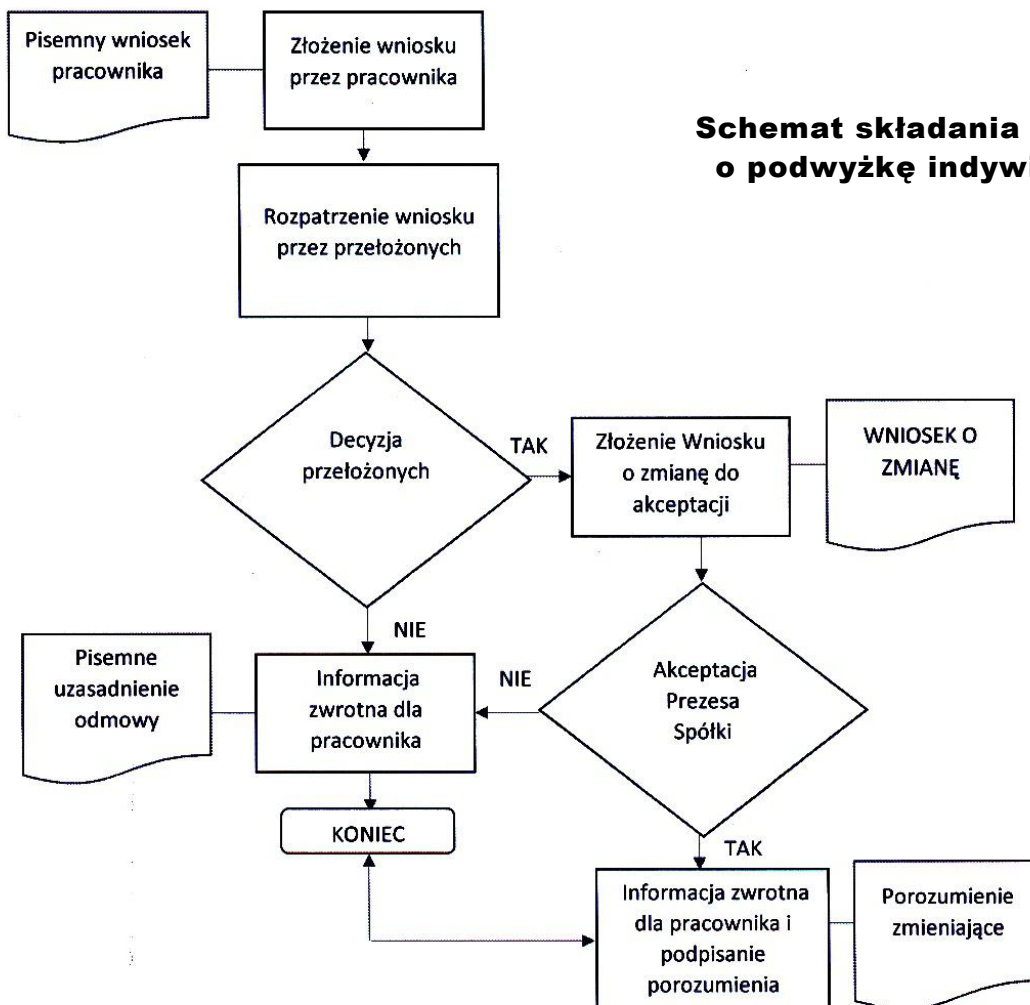 Pisemny wniosek
pracownika
Złożenie wniosku
przez pracownika
Schemat składania
o podwyżkę indywi
Rozpatrzenie wniosku
przez przełożonych
Decyzja
przełożonych
TAK
Złożenie Wniosku
o zmianę do
akceptacji
WNIOSEK O
ZMIANĘ
NIE
Pisemne
uzasadnienie
odmowy
Informacja
zwrotna dla
pracownika
NIE
Akceptacja
Prezesa
Spółki
KONIEC
TAK
Informacja zwrotna
dla pracownika i
podpisanie
porozumienia
Porozumienie
zmieniające